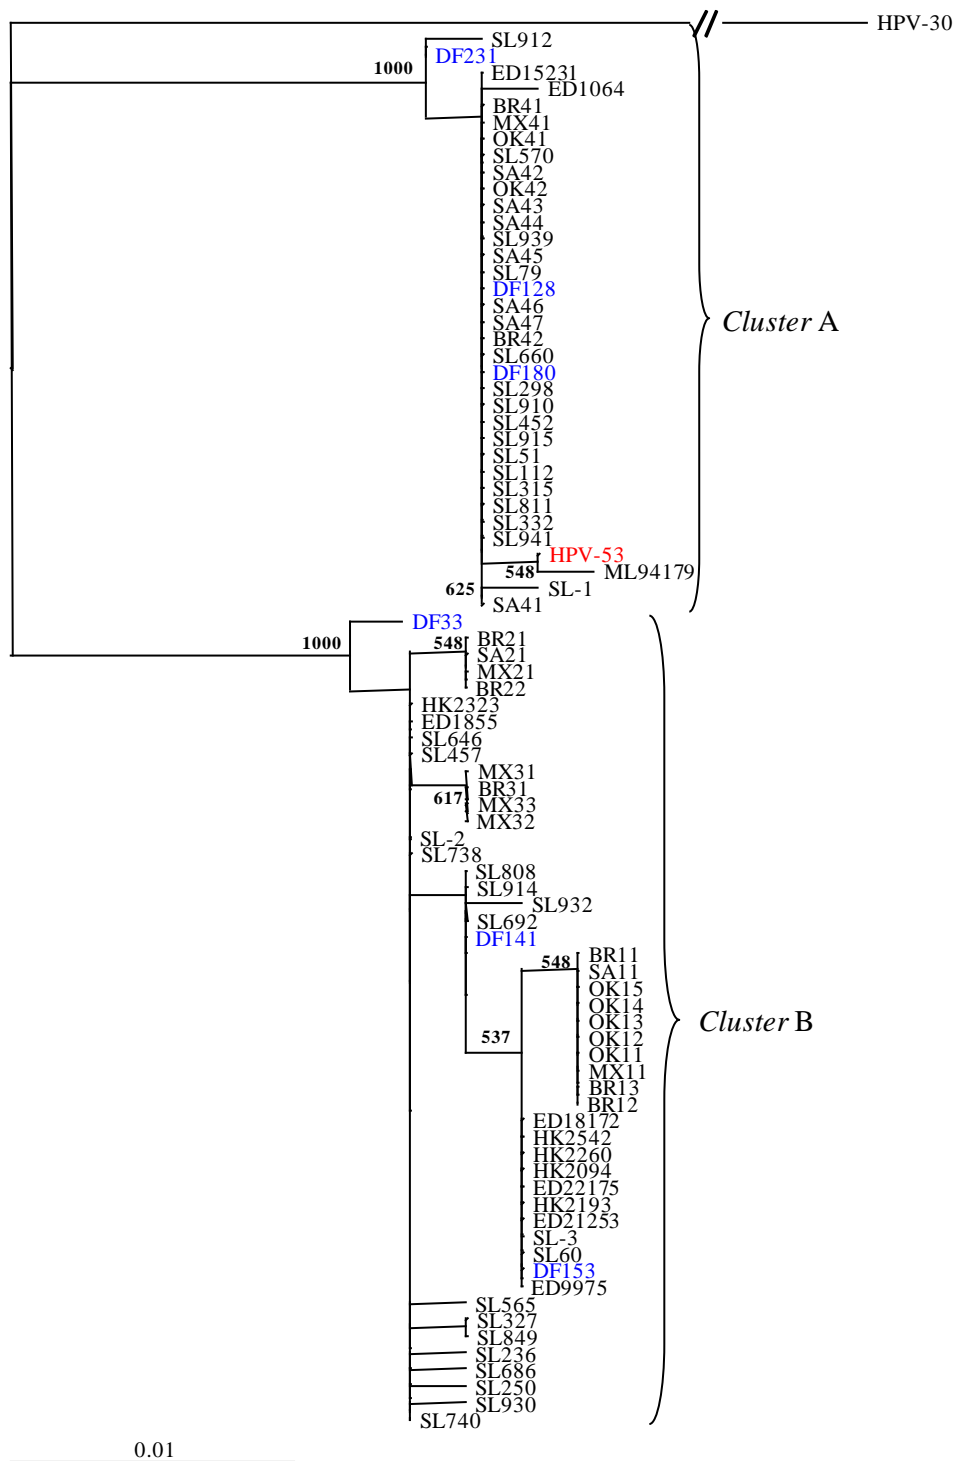 HPV-30
SL912
DF231
1000
ED15231
ED1064
BR41
MX41
OK41
SL570
SA42
OK42
SA43
SA44
SL939
SA45
SL79
DF128
SA46
SA47
Cluster A
BR42
SL660
DF180
SL298
SL910
SL452
SL915
SL51
SL112
SL315
SL811
SL332
SL941
HPV-53
548
ML94179
625
SL-1
SA41
DF33
1000
548
BR21
SA21
MX21
BR22
HK2323
ED1855
SL646
SL457
MX31
BR31
617
MX33
MX32
SL-2
SL738
SL808
SL914
SL932
SL692
DF141
BR11
548
SA11
OK15
OK14
OK13
Cluster B
OK12
537
OK11
MX11
BR13
BR12
ED18172
HK2542
HK2260
HK2094
ED22175
HK2193
ED21253
SL-3
SL60
DF153
ED9975
SL565
SL327
SL849
SL236
SL686
SL250
SL930
SL740
0.01